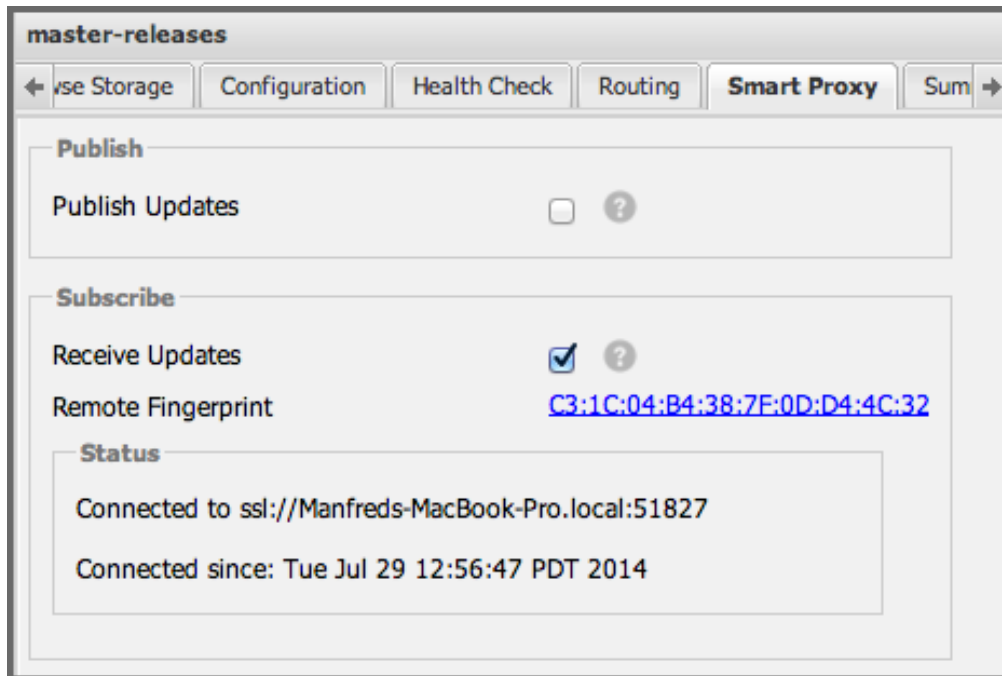 master-releases
wse Storage Configuration Health Check Routing Smart Proxy Sum
Publish
Publish Updates
Subscribe
Receive Updates
Remote Fingerprint C3:1C:04:B4:38:7F:0D:D4:4C:32
Status
Connected to ssl://Manfreds-MacBook-Pro.local:51827
Connected since: Tue Jul 29 12:56:47 PDT 2014